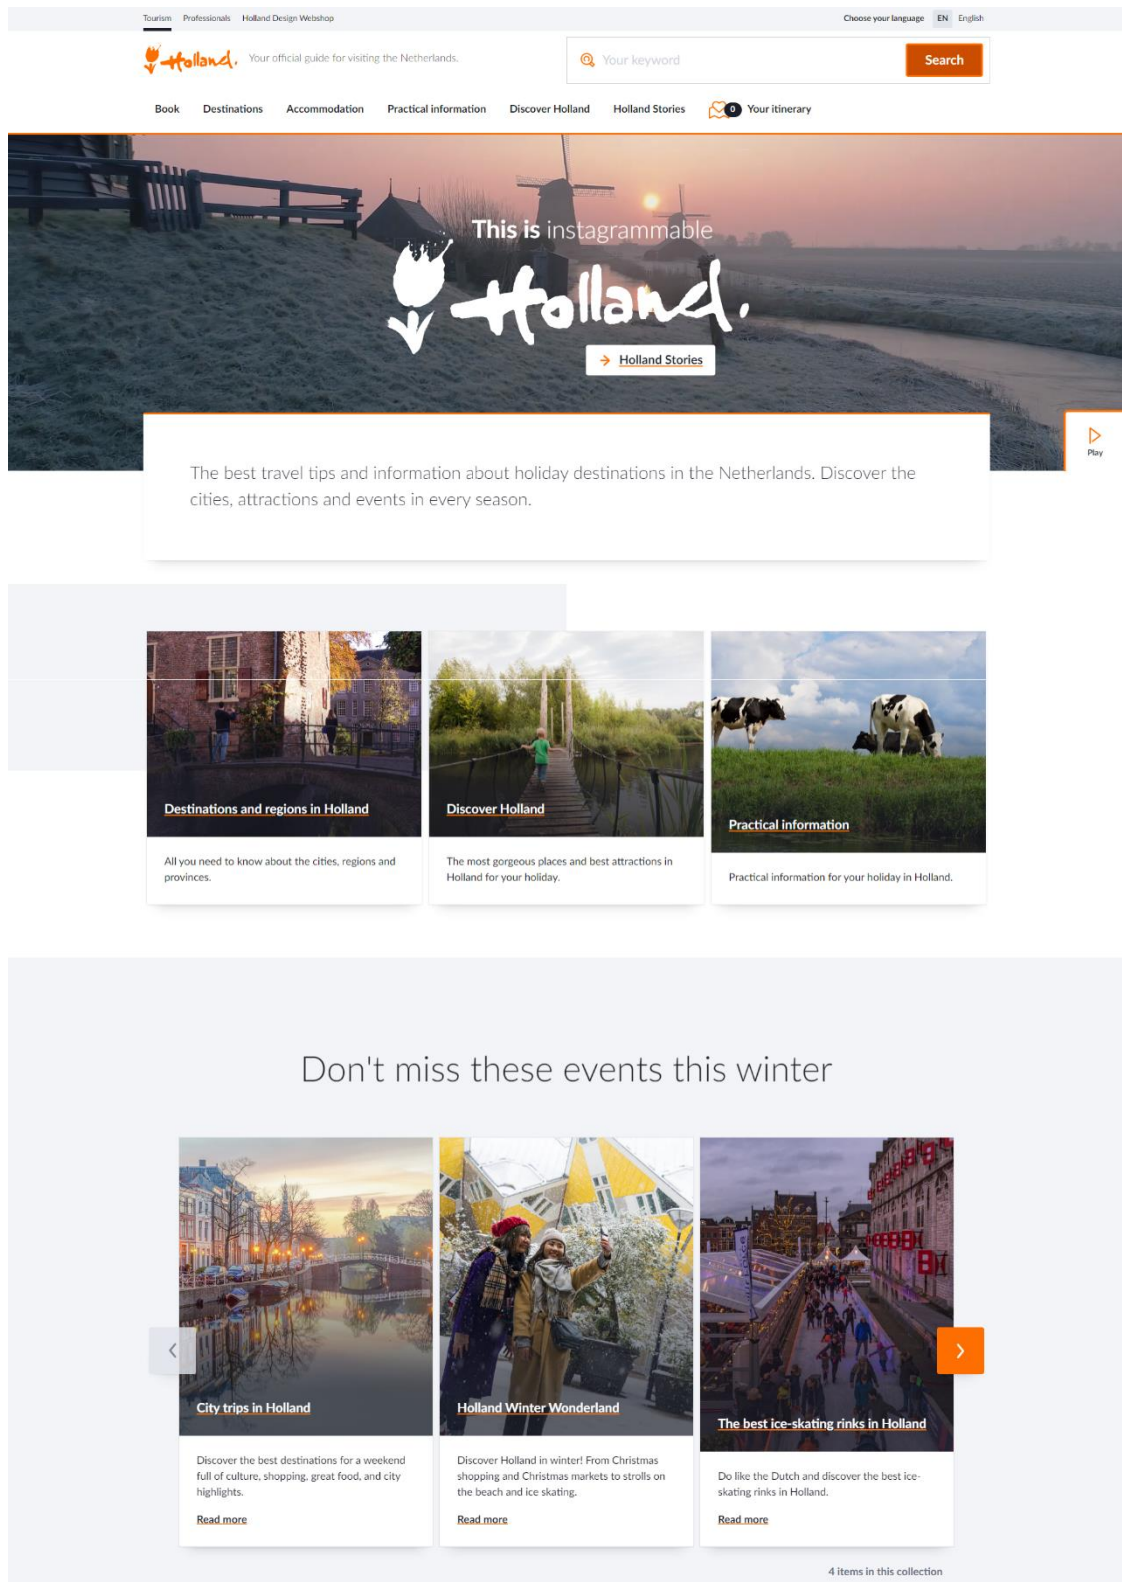 Tourism Professionals Holland Design Webshop Choose your language EN English
Holland. Your official guide for visiting the Netherlands. Your keyword Search
Book Destinations Accommodation Practical information Discover Holland Holland Stories 0 Your itinerary
This is instagrammable
Holland.
Holland Stories
Play
The best travel tips and information about holiday destinations in the Netherlands. Discover the
cities, attractions and events in every season.
Destinations and regions in Holland
All you need to know about the cities, regions and
provinces.
Discover Holland
The most gorgeous places and best attractions in
Holland for your holiday.
Practical information
Practical information for your holiday in Holland.
Don't miss these events this winter
City trips in Holland
Discover the best destinations for a weekend
full of culture, shopping, great food, and city
highlights.
Read more
Holland Winter Wonderland
Discover Holland in winter! From Christmas
shopping and Christmas markets to strolls on
the beach and ice skating.
Read more
The best ice-skating rinks in Holland
Do like the Dutch and discover the best ice-
skating rinks in Holland.
Read more
4 items in this collection